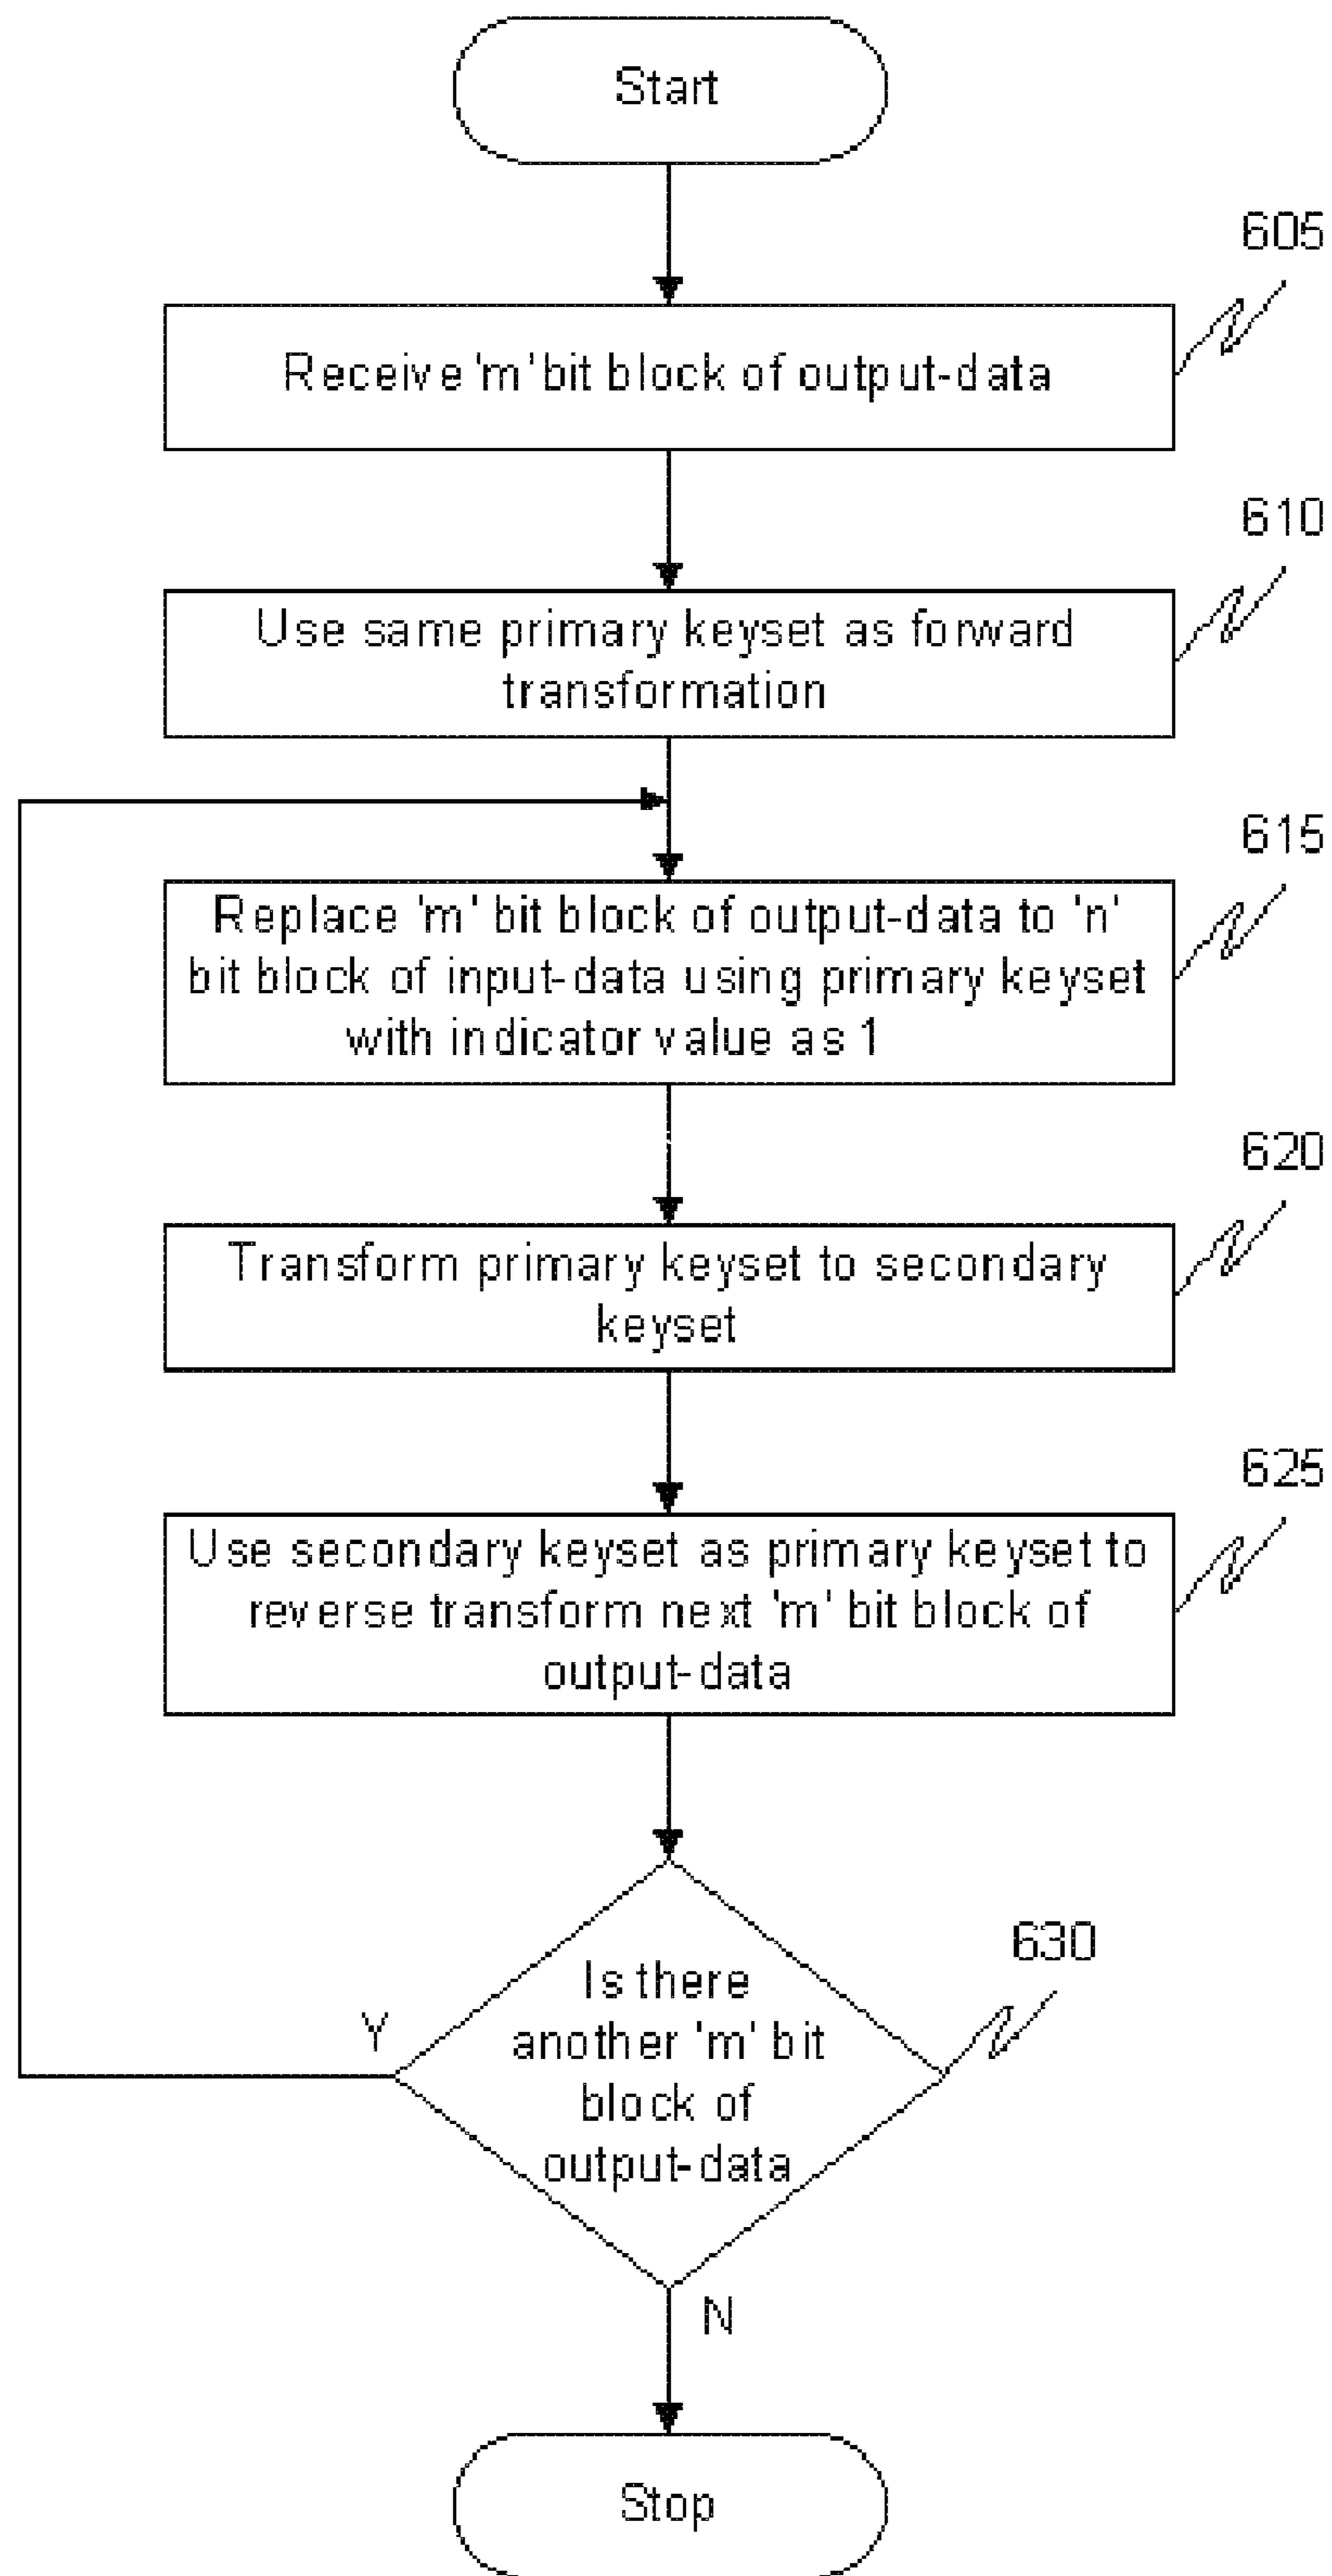 Start
605
Receive 'm' bit block of output-data
610
Use same primary keyset as forward
transformation
615
Replace 'm' bit block of output-data to 'n'
bit block of input-data using primary keyset
with indicator value as 1
620
Transform primary keyset to secondary
keyset
625
Use secondary keyset as primary keyset to
reverse transform next 'm' bit block of
output-data
630
Is there
another 'm' bit
block of
output-data
Y
N
Stop